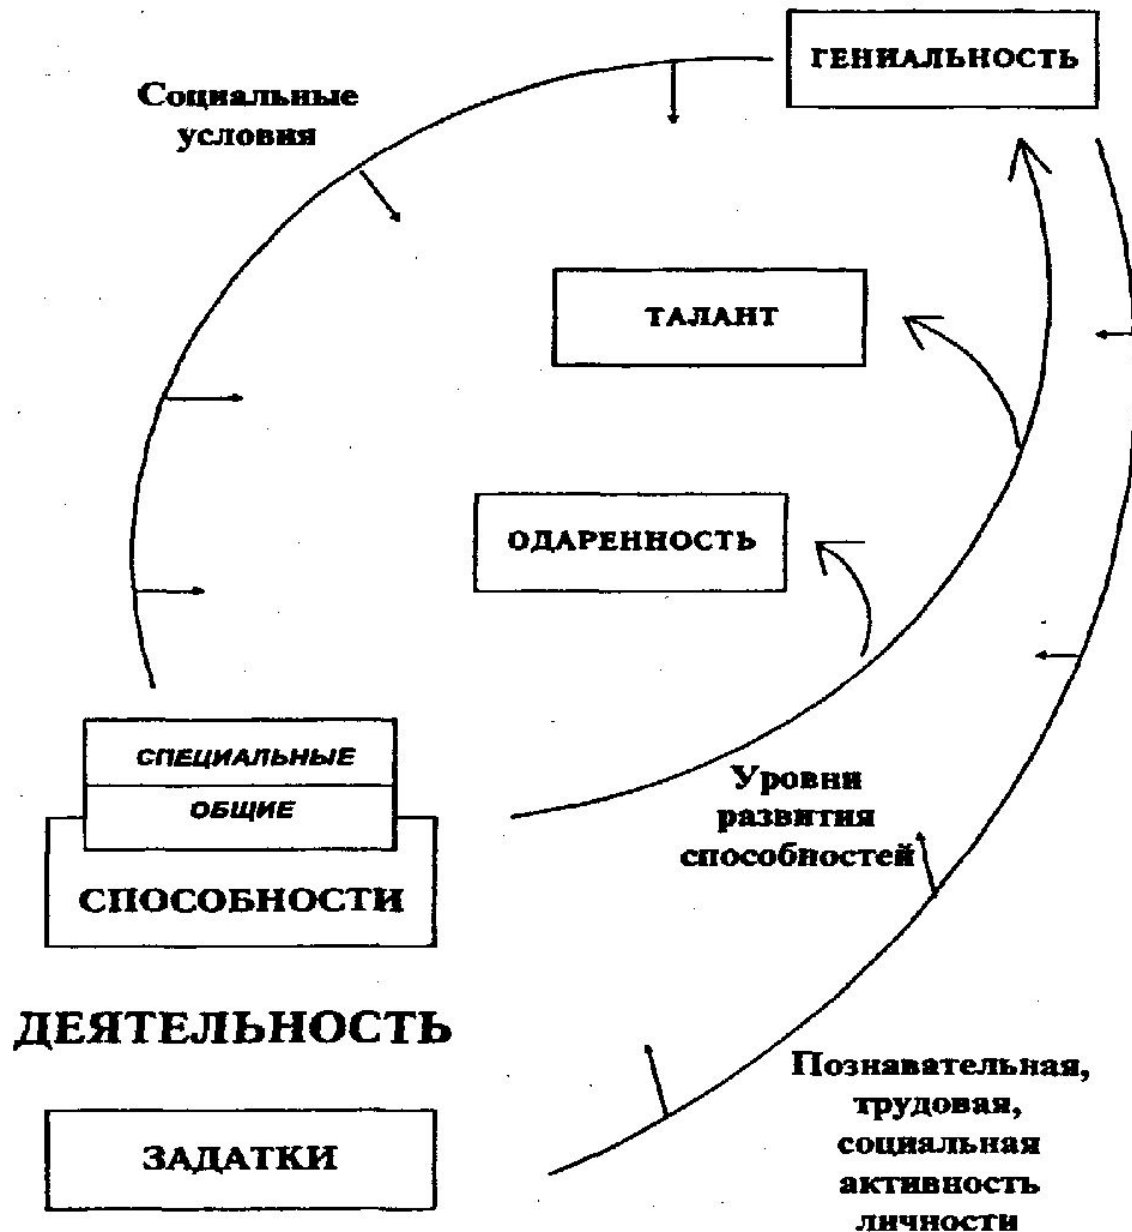 ГЕНИАЛЬНОСТЬ
Социальные
условия
ТАЛАНТ
ОДАРЕННОСТЬ
СПЕЦИАЛЬНЫЕ
ОБЩИЕ
СПОСОБНОСТИ
Уровни
развития
способностей
ДЕЯТЕЛЬНОСТЬ
ЗАДАТКИ
Познавательная,
трудовая,
социальная
активность
личности